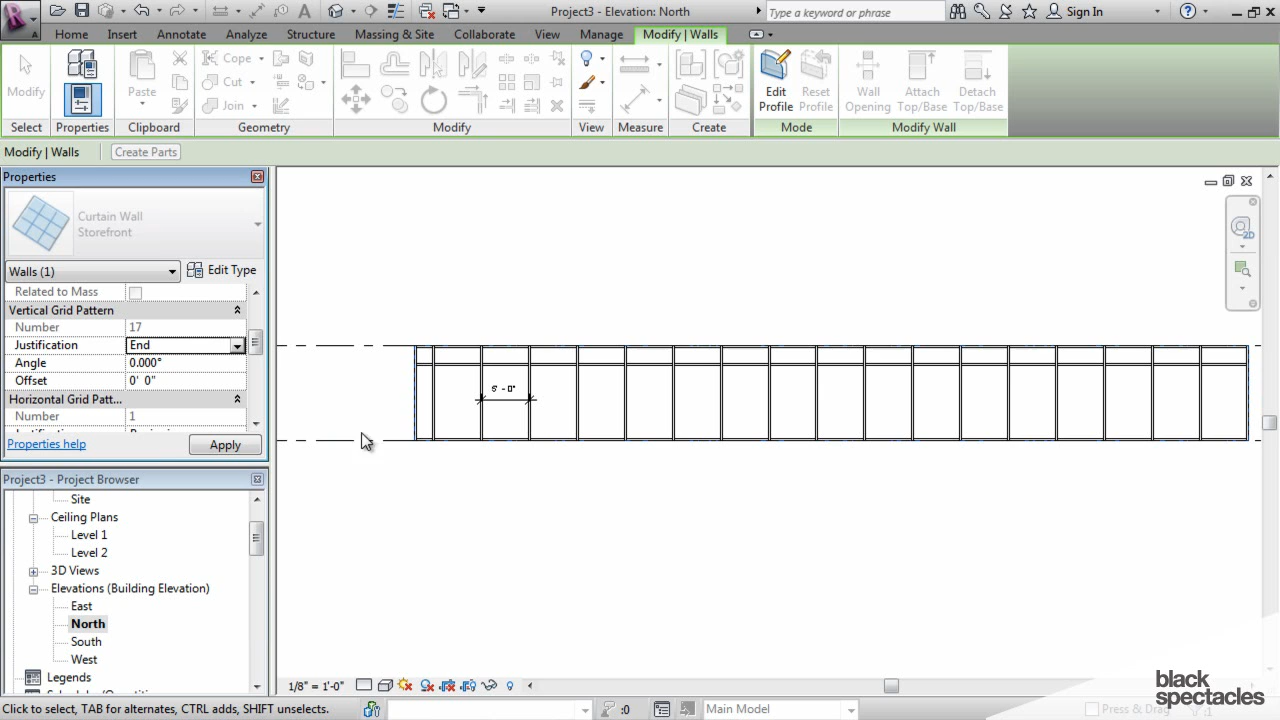 Project3 - Elevation: North
Type a keyword or phrase
Sign In
Home Insert Annotate Analyze Structure Massing & Site Collaborate View Manage Modify | Walls
Modify
Paste
Cope
Cut
Join
Edit Profile
Reset Profile
Wall Opening
Attach Top/Base
Detach Top/Base
Select Properties Clipboard Geometry Modify View Measure Create Mode Modify Wall
Modify | Walls Create Parts
Properties
Curtain Wall
Storefront
Walls (1) Edit Type
Related to Mass
Vertical Grid Pattern
Number 17
Justification End
Angle 0.000°
Offset 0' 0"
Horizontal Grid Patt...
Number 1
Properties help Apply
Project3 - Project Browser
Site
Ceiling Plans
Level 1
Level 2
3D Views
Elevations (Building Elevation)
East
North
South
West
Legends
5' - 0"
2D
1/8" = 1'-0"
black
spectacles
Click to select, TAB for alternates, CTRL adds, SHIFT unselects.
:0
Main Model
Press & Drag